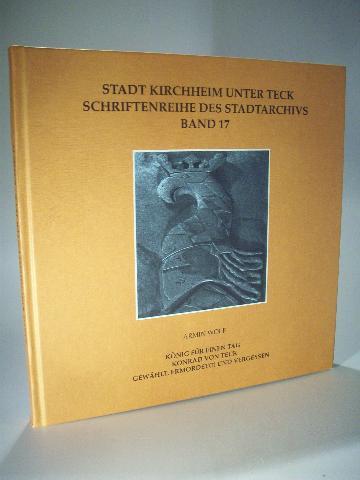 STADT KIRCHHEIM UNTER TECK
SCHRIFTENREIHE DES STADTARCHIVS
BAND 17
ARMIN WOLF
KÖNIG FÜR EINEN TAG
KONRAD VON TECK
GEWÄHLT, ERMORDET(?) UND VERGESSEN